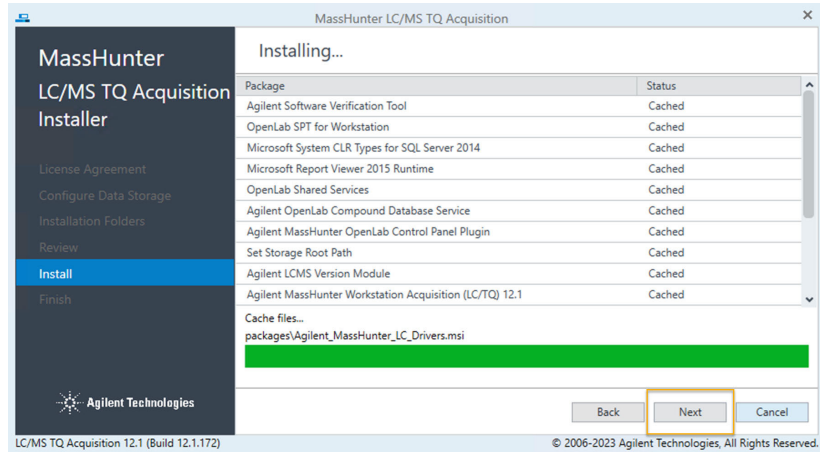 MassHunter LC/MS TQ Acquisition
MassHunter
LC/MS TQ Acquisition
Installer
License Agreement
Configure Data Storage
Installation Folders
Review
Install
Finish
Agilent Technologies
Installing...
Package Status
Agilent Software Verification Tool Cached
OpenLab SPT for Workstation Cached
Microsoft System CLR Types for SQL Server 2014 Cached
Microsoft Report Viewer 2015 Runtime Cached
OpenLab Shared Services Cached
Agilent OpenLab Compound Database Service Cached
Agilent MassHunter OpenLab Control Panel Plugin Cached
Set Storage Root Path Cached
Agilent LCMS Version Module Cached
Agilent MassHunter Workstation Acquisition (LC/TQ) 12.1 Cached
Cache files...
packages\Agilent_MassHunter_LC_Drivers.msi
Back Next Cancel
LC/MS TQ Acquisition 12.1 (Build 12.1.172) © 2006-2023 Agilent Technologies, All Rights Reserved.